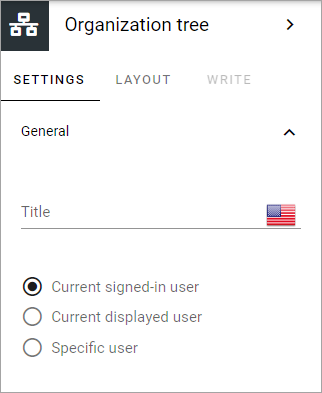 Organization tree
SETTINGS LAYOUT WRITE
General
Title
Current signed-in user
Current displayed user
Specific user